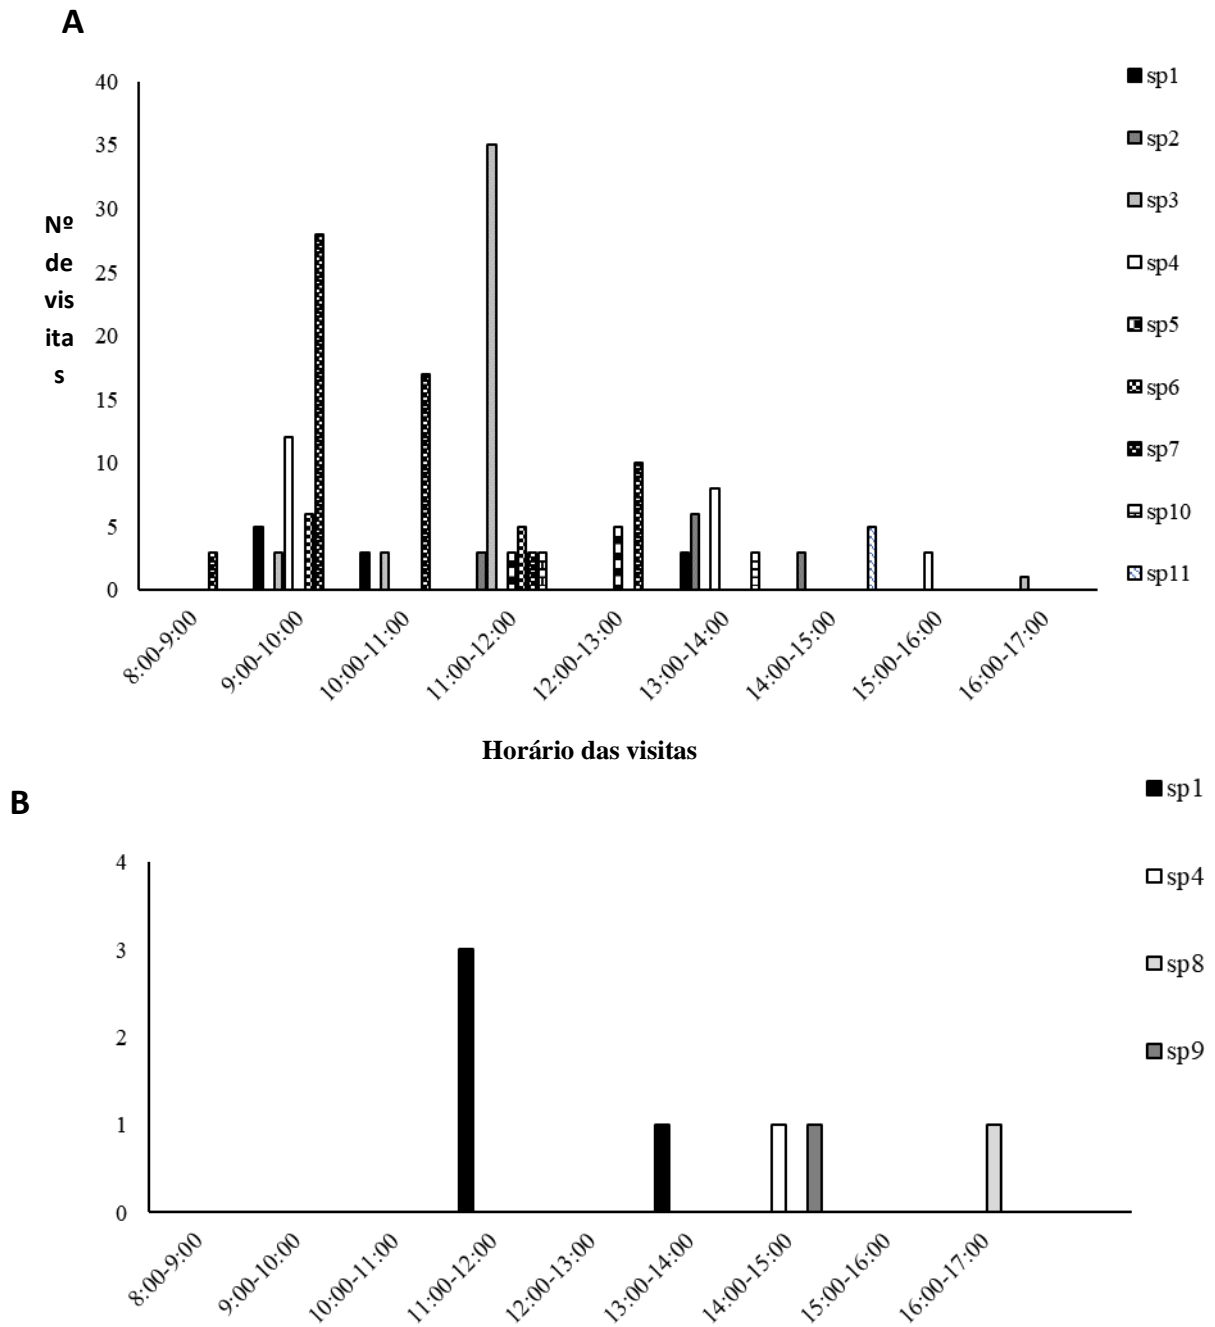 A
40
35
30
25
20
15
10
5
0
Nº
de
vis
ita
s
8:00-9:00
9:00-10:00
10:00-11:00
11:00-12:00
12:00-13:00
13:00-14:00
14:00-15:00
15:00-16:00
16:00-17:00
Horário das visitas
sp1
sp2
sp3
sp4
sp5
sp6
sp7
sp10
sp11
B
4
3
2
1
0
8:00-9:00
9:00-10:00
10:00-11:00
11:00-12:00
12:00-13:00
13:00-14:00
14:00-15:00
15:00-16:00
16:00-17:00
sp1
sp4
sp8
sp9